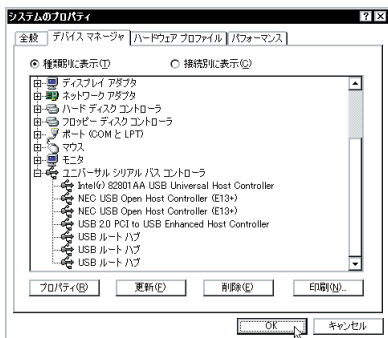 システムのプロパティ
全般 デバイス マネージャ ハードウェア プロファイル パフォーマンス
種類別に表示(T) 接続別に表示(C)
ディスプレイ アダプタ
ネットワーク アダプタ
ハード ディスク コントローラ
フロッピー ディスク コントローラ
ポート (COM と LPT)
マウス
モニタ
ユニバーサル シリアル バス コントローラ
Intel(r) 82801AA USB Universal Host Controller
NEC USB Open Host Controller (E13+)
NEC USB Open Host Controller (E13+)
USB 2.0 PCI to USB Enhanced Host Controller
USB ルート ハブ
USB ルート ハブ
USB ルート ハブ
プロパティ(R) 更新(F) 削除(E) 印刷(N)...
OK キャンセル